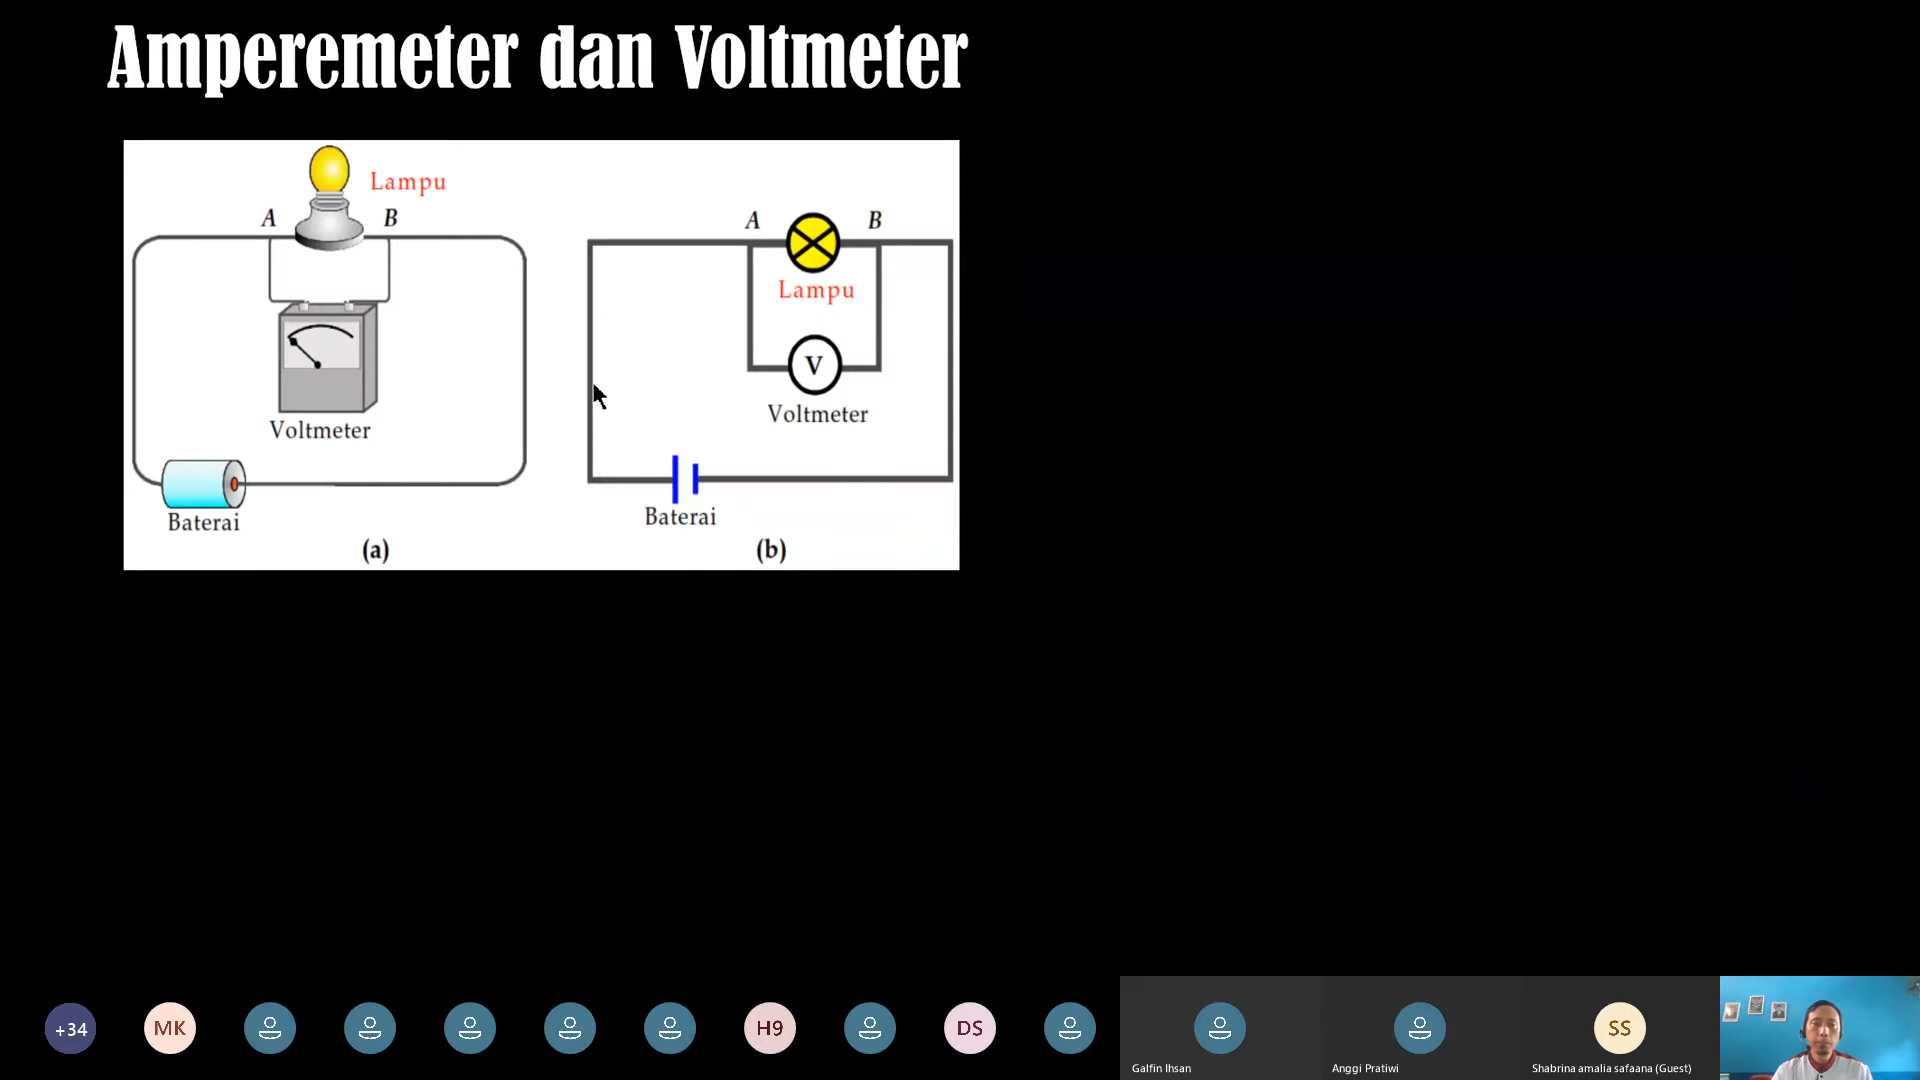 Amperemeter dan Voltmeter
Lampu
A B
Voltmeter
Baterai
(a)
A B
Lampu
V
Voltmeter
Baterai
(b)
+34
MK
H9
DS
SS
Galfin Ihsan
Anggi Pratiwi
Shabrina amalia safaana (Guest)